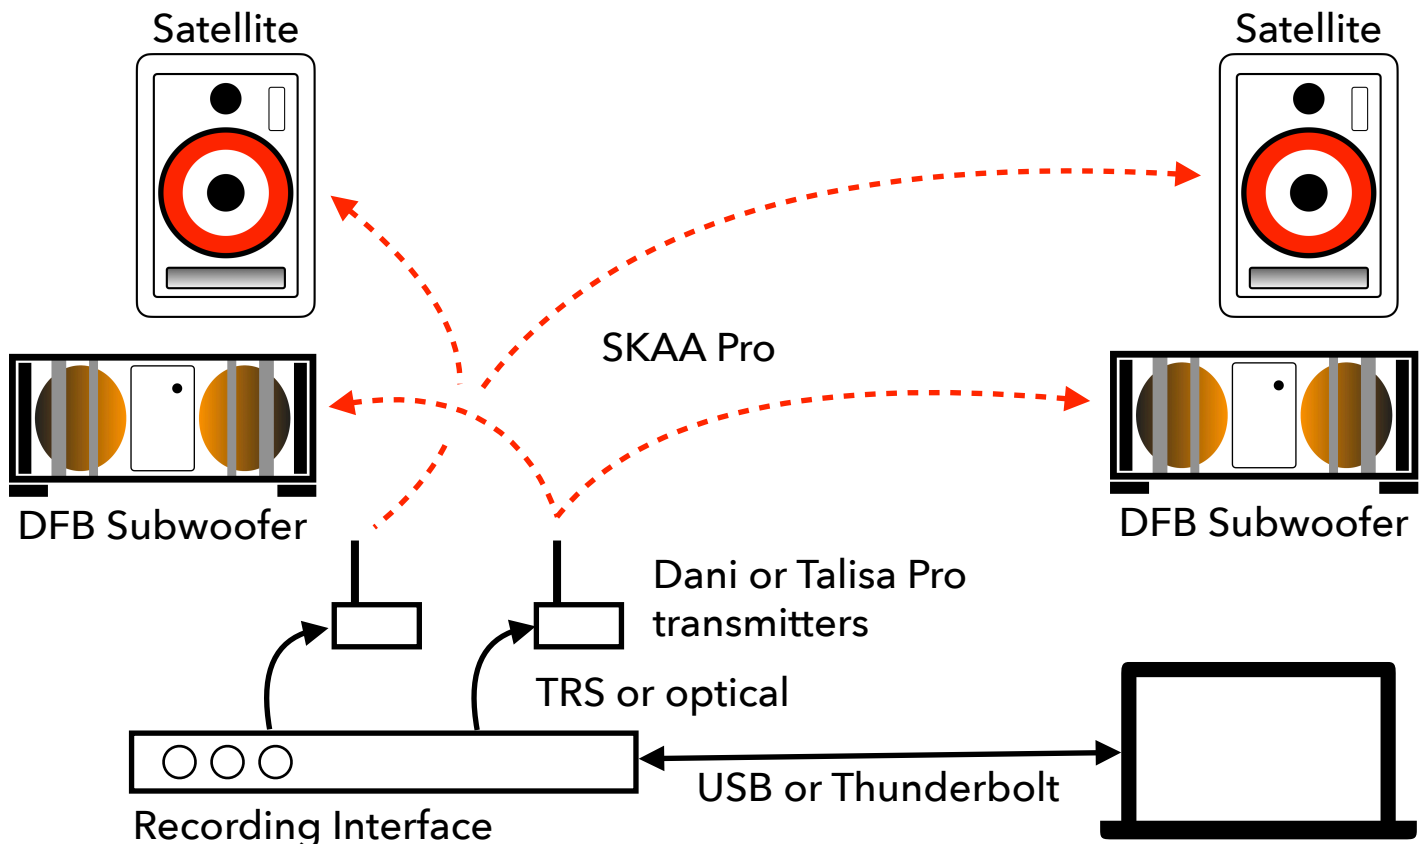 Satellite
Satellite
SKAA Pro
DFB Subwoofer
DFB Subwoofer
Dani or Talisa Pro
transmitters
TRS or optical
USB or Thunderbolt
Recording Interface